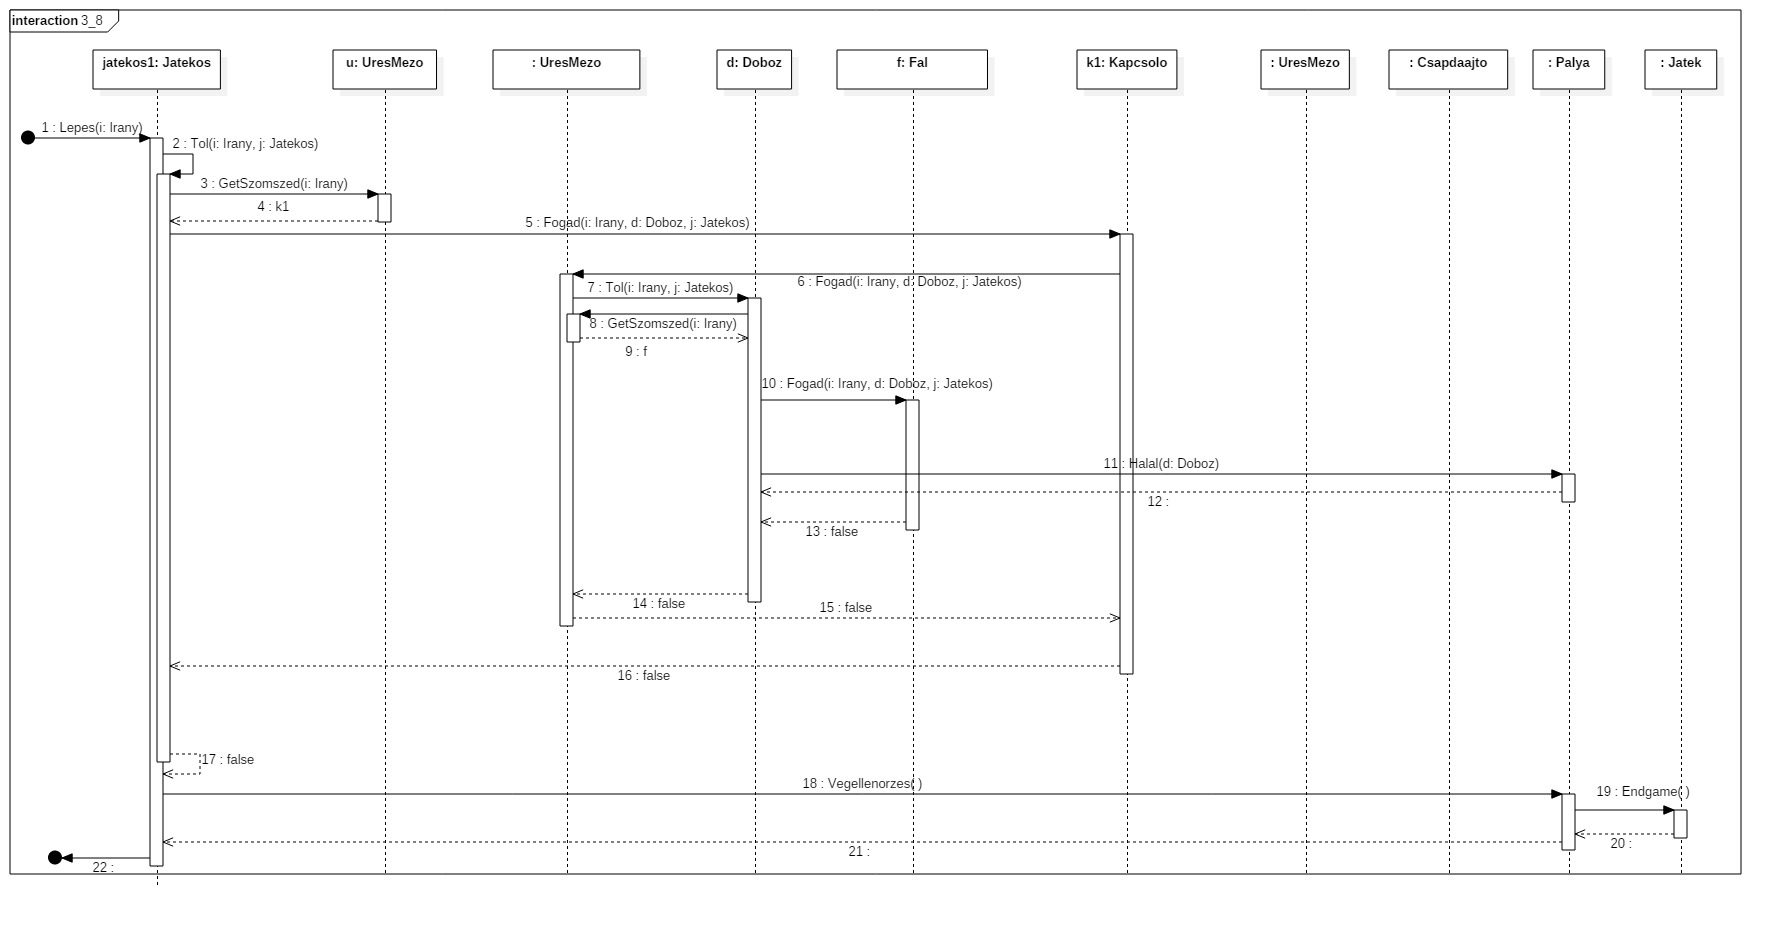 interaction 3_8
jatekos1: Jatekos
u: UresMezo
: UresMezo
d: Doboz
f: Fal
k1: Kapcsolo
: UresMezo
: Csapdaajto
: Palya
: Jatek
1 : Lepes(i: Irany)
2 : Tol(i: Irany, j: Jatekos)
3 : GetSzomszed(i: Irany)
4 : k1
5 : Fogad(i: Irany, d: Doboz, j: Jatekos)
6 : Fogad(i: Irany, d: Doboz, j: Jatekos)
7 : Tol(i: Irany, j: Jatekos)
8 : GetSzomszed(i: Irany)
9 : f
10 : Fogad(i: Irany, d: Doboz, j: Jatekos)
11 : Halal(d: Doboz)
12 :
13 : false
14 : false
15 : false
16 : false
17 : false
18 : Vegellenorzes( )
19 : Endgame( )
20 :
21 :
22 :